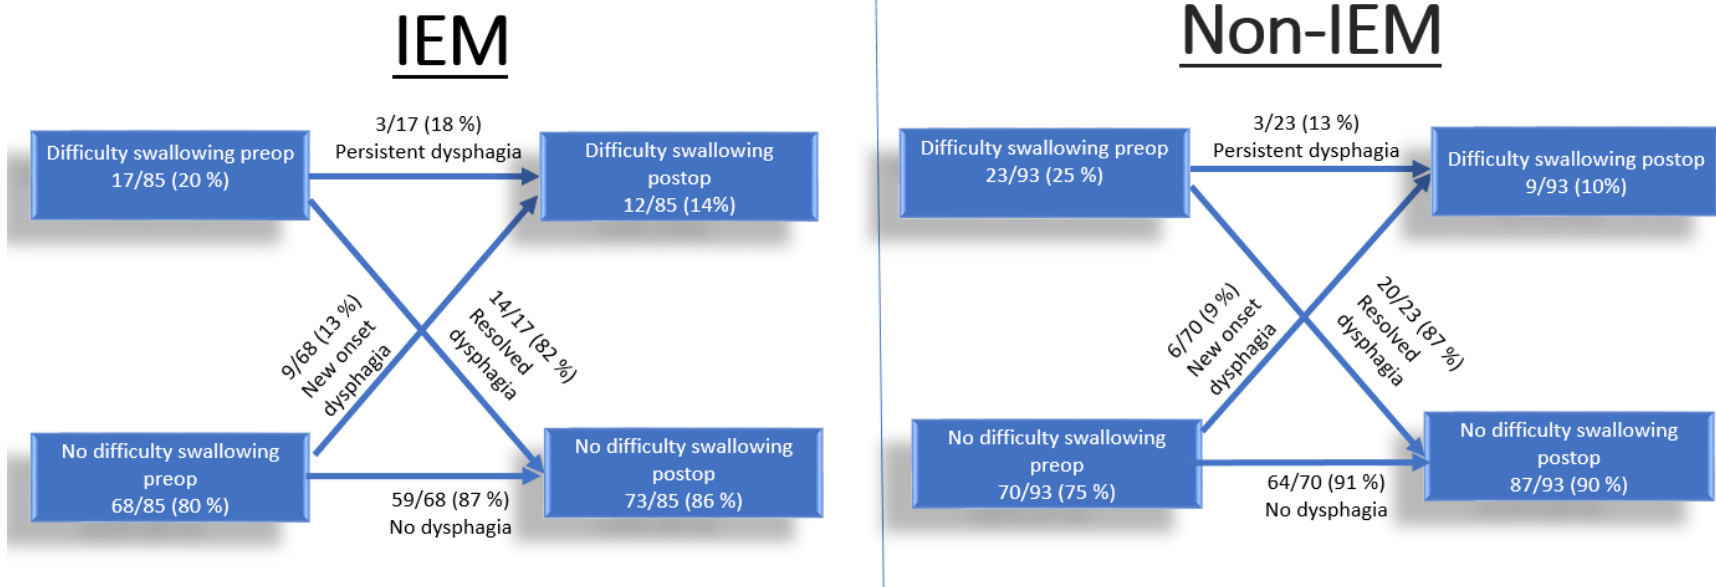 IEM
Difficulty swallowing preop
17/85 (20 %)
3/17 (18 %)
Persistent dysphagia
Difficulty swallowing
postop
12/85 (14%)
9/68 (13 %)
New onset
dysphagia
14/17 (82 %)
Resolved
dysphagia
No difficulty swallowing
preop
68/85 (80 %)
59/68 (87 %)
No dysphagia
No difficulty swallowing
postop
73/85 (86 %)
Non-IEM
Difficulty swallowing preop
23/93 (25 %)
3/23 (13 %)
Persistent dysphagia
Difficulty swallowing postop
9/93 (10%)
6/70 (9 %)
New onset
dysphagia
20/23 (87 %)
Resolved
dysphagia
No difficulty swallowing
preop
70/93 (75 %)
64/70 (91 %)
No dysphagia
No difficulty swallowing
postop
87/93 (90 %)